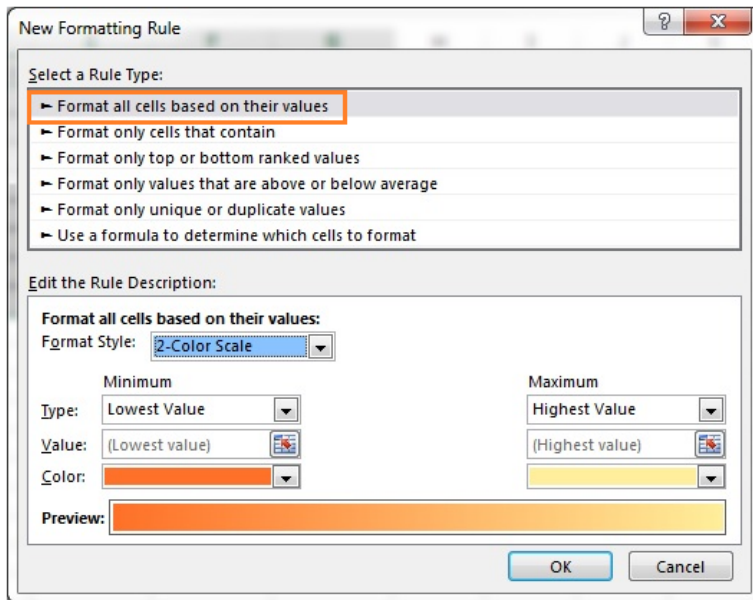 New Formatting Rule
Select a Rule Type:
► Format all cells based on their values
► Format only cells that contain
► Format only top or bottom ranked values
► Format only values that are above or below average
► Format only unique or duplicate values
► Use a formula to determine which cells to format
Edit the Rule Description:
Format all cells based on their values:
Format Style: 2-Color Scale
Minimum Maximum
Type: Lowest Value Highest Value
Value: (Lowest value) (Highest value)
Color:
Preview:
OK Cancel